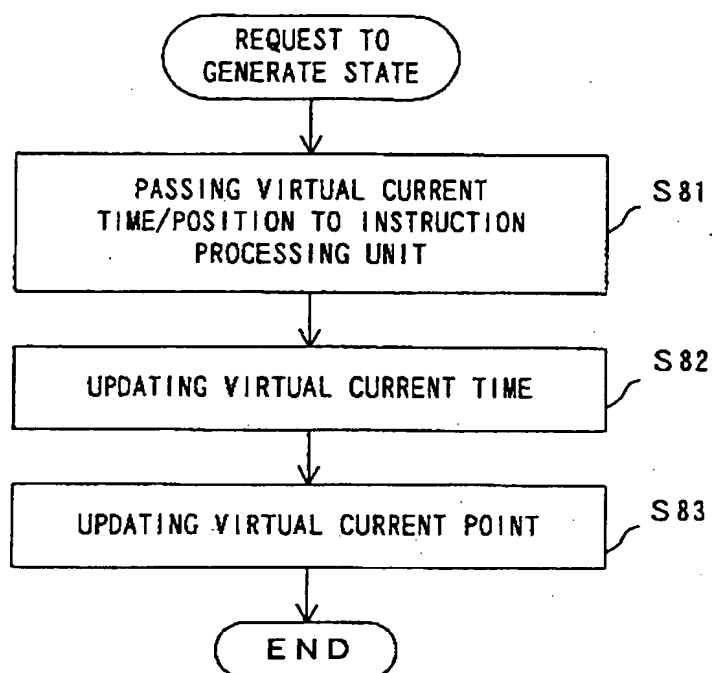 REQUEST TO
GENERATE STATE
PASSING VIRTUAL CURRENT
TIME/POSITION TO INSTRUCTION
PROCESSING UNIT
S81
UPDATING VIRTUAL CURRENT TIME
S82
UPDATING VIRTUAL CURRENT POINT
S83
END